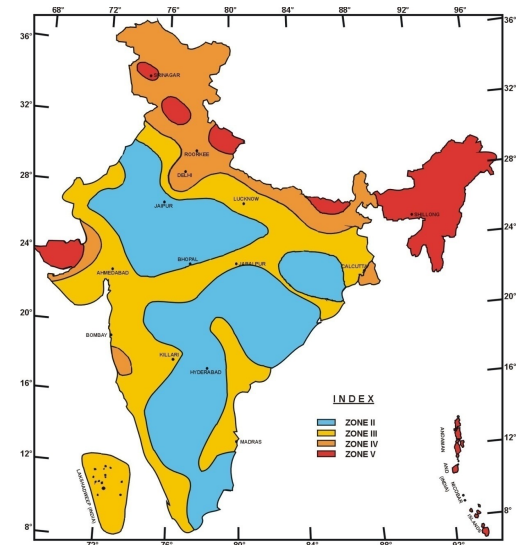 68° 72° 76° 80° 84° 88° 92° 96°
36° 36°
SRINAGAR
32° 32°
ROORKEE
28° DELHI 28°
LUCKNOW
JAIPUR
SHILLONG
24° 24°
BHOPAL JABALPUR CALCUTTA
AHMEDABAD
20° 20°
BOMBAY
KILLARI
HYDERABAD
16° 16°
INDEX
ZONE II
ZONE III
ZONE IV
ZONE V
MADRAS
12° 12°
ANDAMAN
AND
NICOBAR
ISLANDS
(INDIA)
LAKSHADWEEP (INDIA)
8° 8°
72° 76° 80° 84° 88° 92°